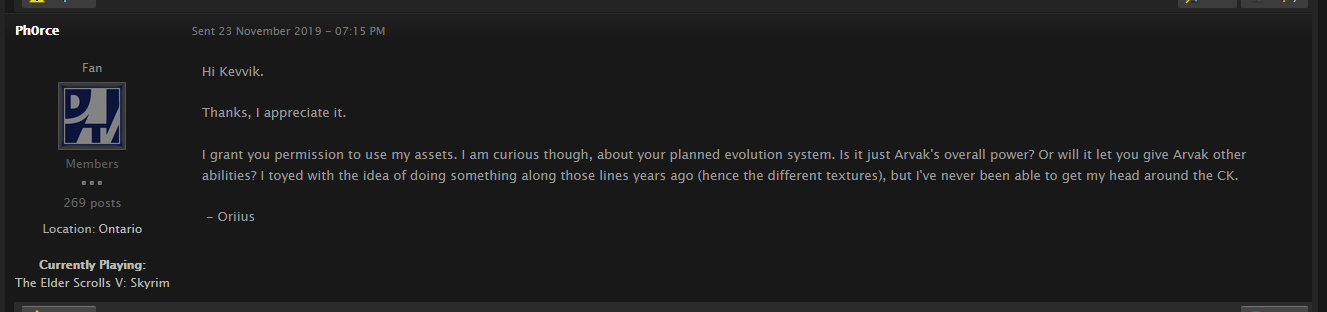 Ph0rce
Sent 23 November 2019 - 07:15 PM
Fan
Members
269 posts
Location: Ontario
Currently Playing:
The Elder Scrolls V: Skyrim
Hi Kevvik.
Thanks, I appreciate it.
I grant you permission to use my assets. I am curious though, about your planned evolution system. Is it just Arvak's overall power? Or will it let you give Arvak other
abilities? I toyed with the idea of doing something along those lines years ago (hence the different textures), but I've never been able to get my head around the CK.
- Oriius